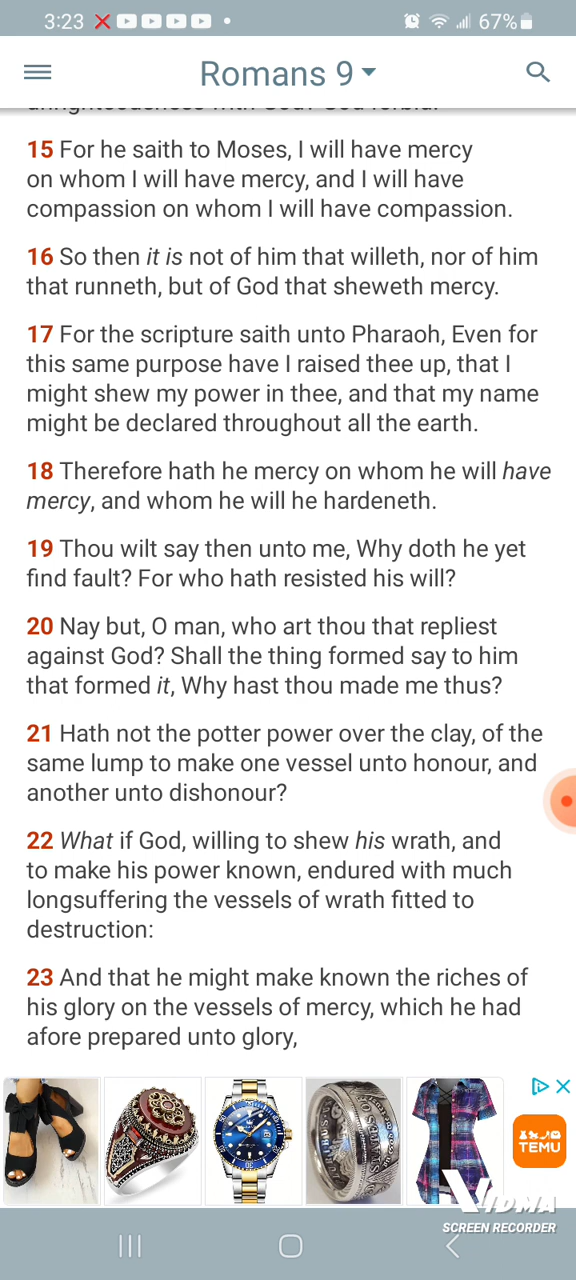 3:23
67%
Romans 9
unrighteousness with God? God forbid.
15 For he saith to Moses, I will have mercy
on whom I will have mercy, and I will have
compassion on whom I will have compassion.
16 So then it is not of him that willeth, nor of him
that runneth, but of God that sheweth mercy.
17 For the scripture saith unto Pharaoh, Even for
this same purpose have I raised thee up, that I
might shew my power in thee, and that my name
might be declared throughout all the earth.
18 Therefore hath he mercy on whom he will have
mercy, and whom he will he hardeneth.
19 Thou wilt say then unto me, Why doth he yet
find fault? For who hath resisted his will?
20 Nay but, O man, who art thou that repliest
against God? Shall the thing formed say to him
that formed it, Why hast thou made me thus?
21 Hath not the potter power over the clay, of the
same lump to make one vessel unto honour, and
another unto dishonour?
22 What if God, willing to shew his wrath, and
to make his power known, endured with much
longsuffering the vessels of wrath fitted to
destruction:
23 And that he might make known the riches of
his glory on the vessels of mercy, which he had
afore prepared unto glory,
TEMU
VIDMA
SCREEN RECORDER